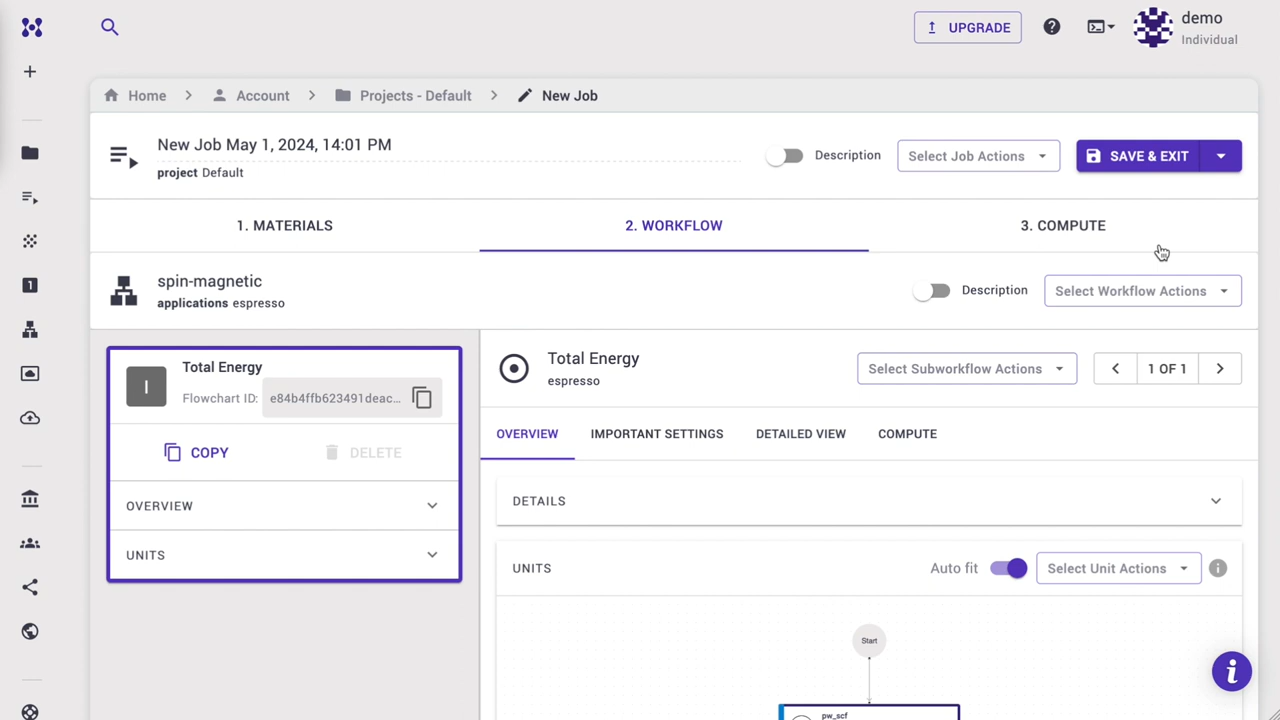 UPGRADE
demo
Individual
Home
Account
Projects - Default
New Job
New Job May 1, 2024, 14:01 PM
project Default
Description
Select Job Actions
SAVE & EXIT
1. MATERIALS
2. WORKFLOW
3. COMPUTE
spin-magnetic
applications espresso
Description
Select Workflow Actions
I
Total Energy
Flowchart ID: e84b4ffb623491deac...
COPY
DELETE
OVERVIEW
UNITS
Total Energy
espresso
Select Subworkflow Actions
1 OF 1
OVERVIEW
IMPORTANT SETTINGS
DETAILED VIEW
COMPUTE
DETAILS
UNITS
Auto fit
Select Unit Actions
Start
pw_scf